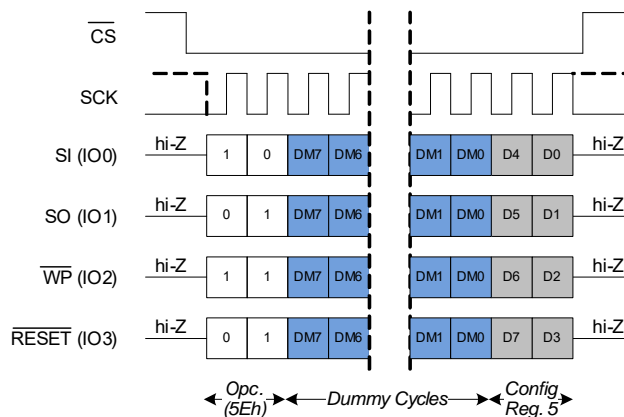 CS
SCK
SI (IO0) hi-Z 1 0 DM7 DM6 DM1 DM0 D4 D0 hi-Z
SO (IO1) hi-Z 0 1 DM7 DM6 DM1 DM0 D5 D1 hi-Z
WP (IO2) hi-Z 1 1 DM7 DM6 DM1 DM0 D6 D2 hi-Z
RESET (IO3) hi-Z 0 1 DM7 DM6 DM1 DM0 D7 D3 hi-Z
Opc. Config
(5Eh) Dummy Cycles Reg. 5